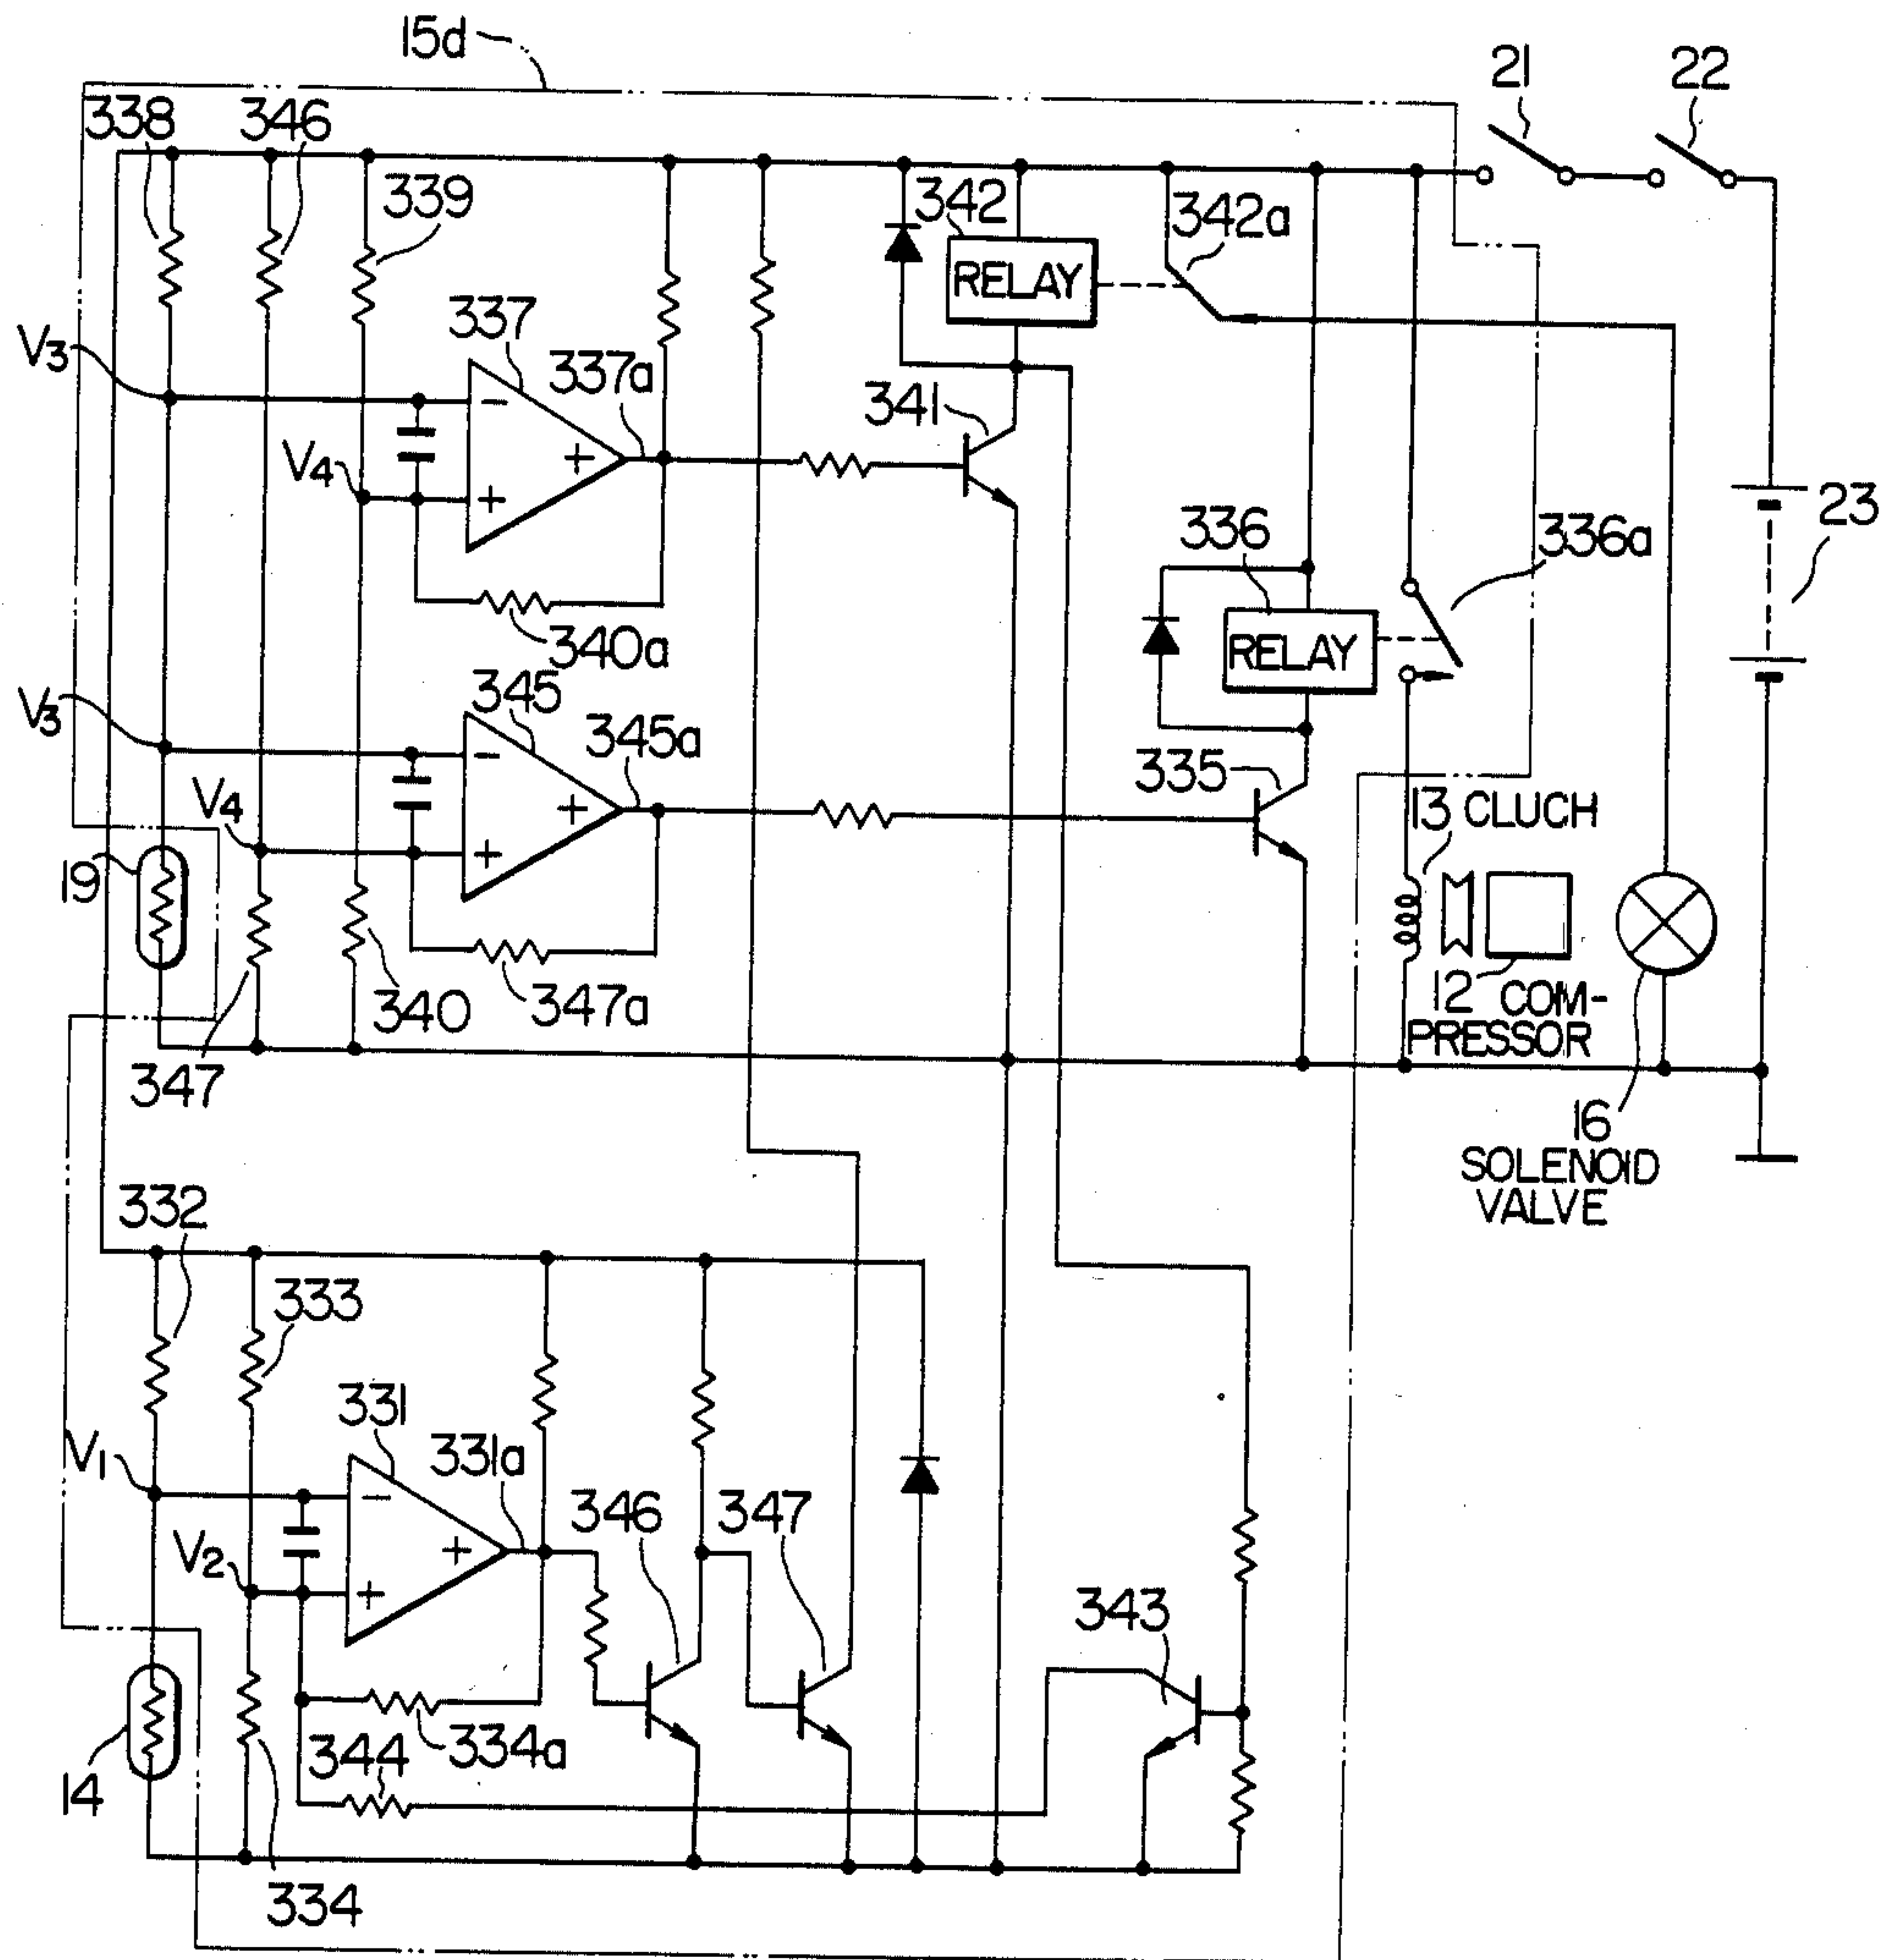 15d
21
22
338
346
339
342
342a
RELAY
337
337a
V3
341
V4
-
+
+
23
336
336a
RELAY
340a
345
345a
V3
335
V4
-
+
+
13 CLUCH
19
12 COM-
PRESSOR
340
347a
347
16
SOLENOID
VALVE
332
333
331
331a
V1
346
347
V2
-
+
+
343
334a
344
14
334